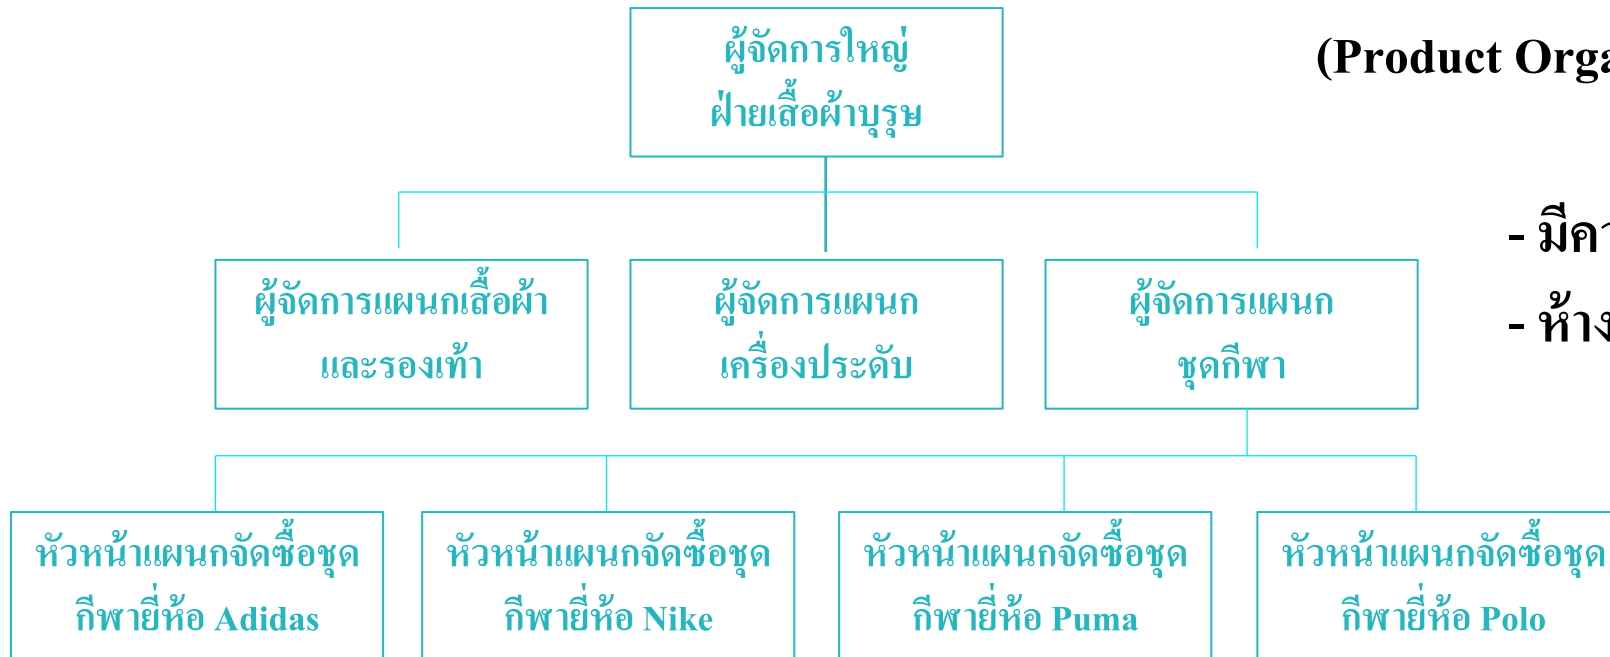 ผู้จัดการใหญ่
ฝ่ายเสื้อผ้าบุรุษ
(Product
- มี
- ห้าง
ผู้จัดการแผนกเสื้อผ้า
และรองเท้า
ผู้จัดการแผนก
เครื่องประดับ
ผู้จัดการแผนก
ชุดกีฬา
หัวหน้าแผนกจัดซื้อชุด
กีฬายี่ห้อ Adidas
หัวหน้าแผนกจัดซื้อชุด
กีฬายี่ห้อ Nike
หัวหน้าแผนกจัดซื้อชุด
กีฬายี่ห้อ Puma
หัวหน้าแผนกจัดซื้อชุด
กีฬายี่ห้อ Polo